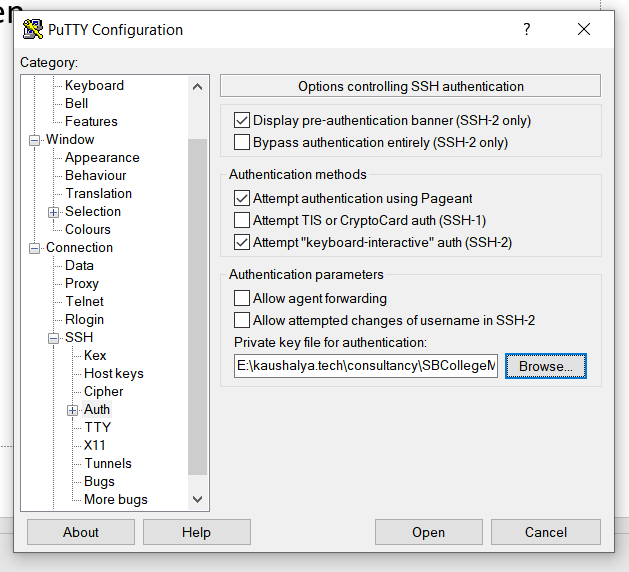 en
PuTTY Configuration
?
Category:
Keyboard
Bell
Features
Window
Appearance
Behaviour
Translation
Selection
Colours
Connection
Data
Proxy
Telnet
Rlogin
SSH
Kex
Host keys
Cipher
Auth
TTY
X11
Tunnels
Bugs
More bugs
Options controlling SSH authentication
Display pre-authentication banner (SSH-2 only)
Bypass authentication entirely (SSH-2 only)
Authentication methods
Attempt authentication using Pageant
Attempt TIS or CryptoCard auth (SSH-1)
Attempt "keyboard-interactive" auth (SSH-2)
Authentication parameters
Allow agent forwarding
Allow attempted changes of username in SSH-2
Private key file for authentication:
E:\kaushalya.tech\consultancy\SBCollegeM
Browse...
About
Help
Open
Cancel